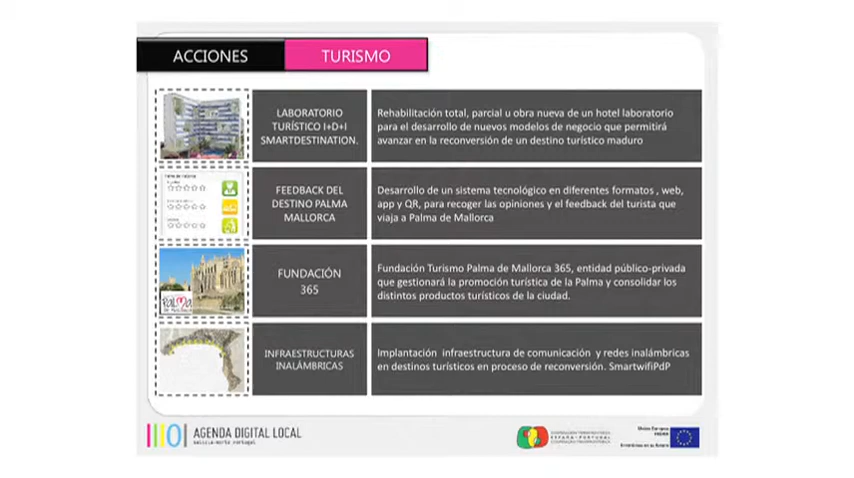 ACCIONES
TURISMO
LABORATORIO
TURÍSTICO I+D+I
SMARTDESTINATION.
Rehabilitación total, parcial u obra nueva de un hotel laboratorio
para el desarrollo de nuevos modelos de negocio que permitirá
avanzar en la reconversión de un destino turístico maduro
FEEDBACK DEL
DESTINO PALMA
MALLORCA
Desarrollo de un sistema tecnológico en diferentes formatos , web,
app y QR, para recoger las opiniones y el feedback del turista que
viaja a Palma de Mallorca
FUNDACIÓN
365
Fundación Turismo Palma de Mallorca 365, entidad público-privada
que gestionará la promoción turística de la Palma y consolidar los
distintos productos turísticos de la ciudad.
PALMA
INFRAESTRUCTURAS
INALÁMBRICAS
Implantación infraestructura de comunicación y redes inalámbricas
en destinos turísticos en proceso de reconversión. SmartwifiPdP
AGENDA DIGITAL LOCAL
ESPAÑA-PORTUGAL